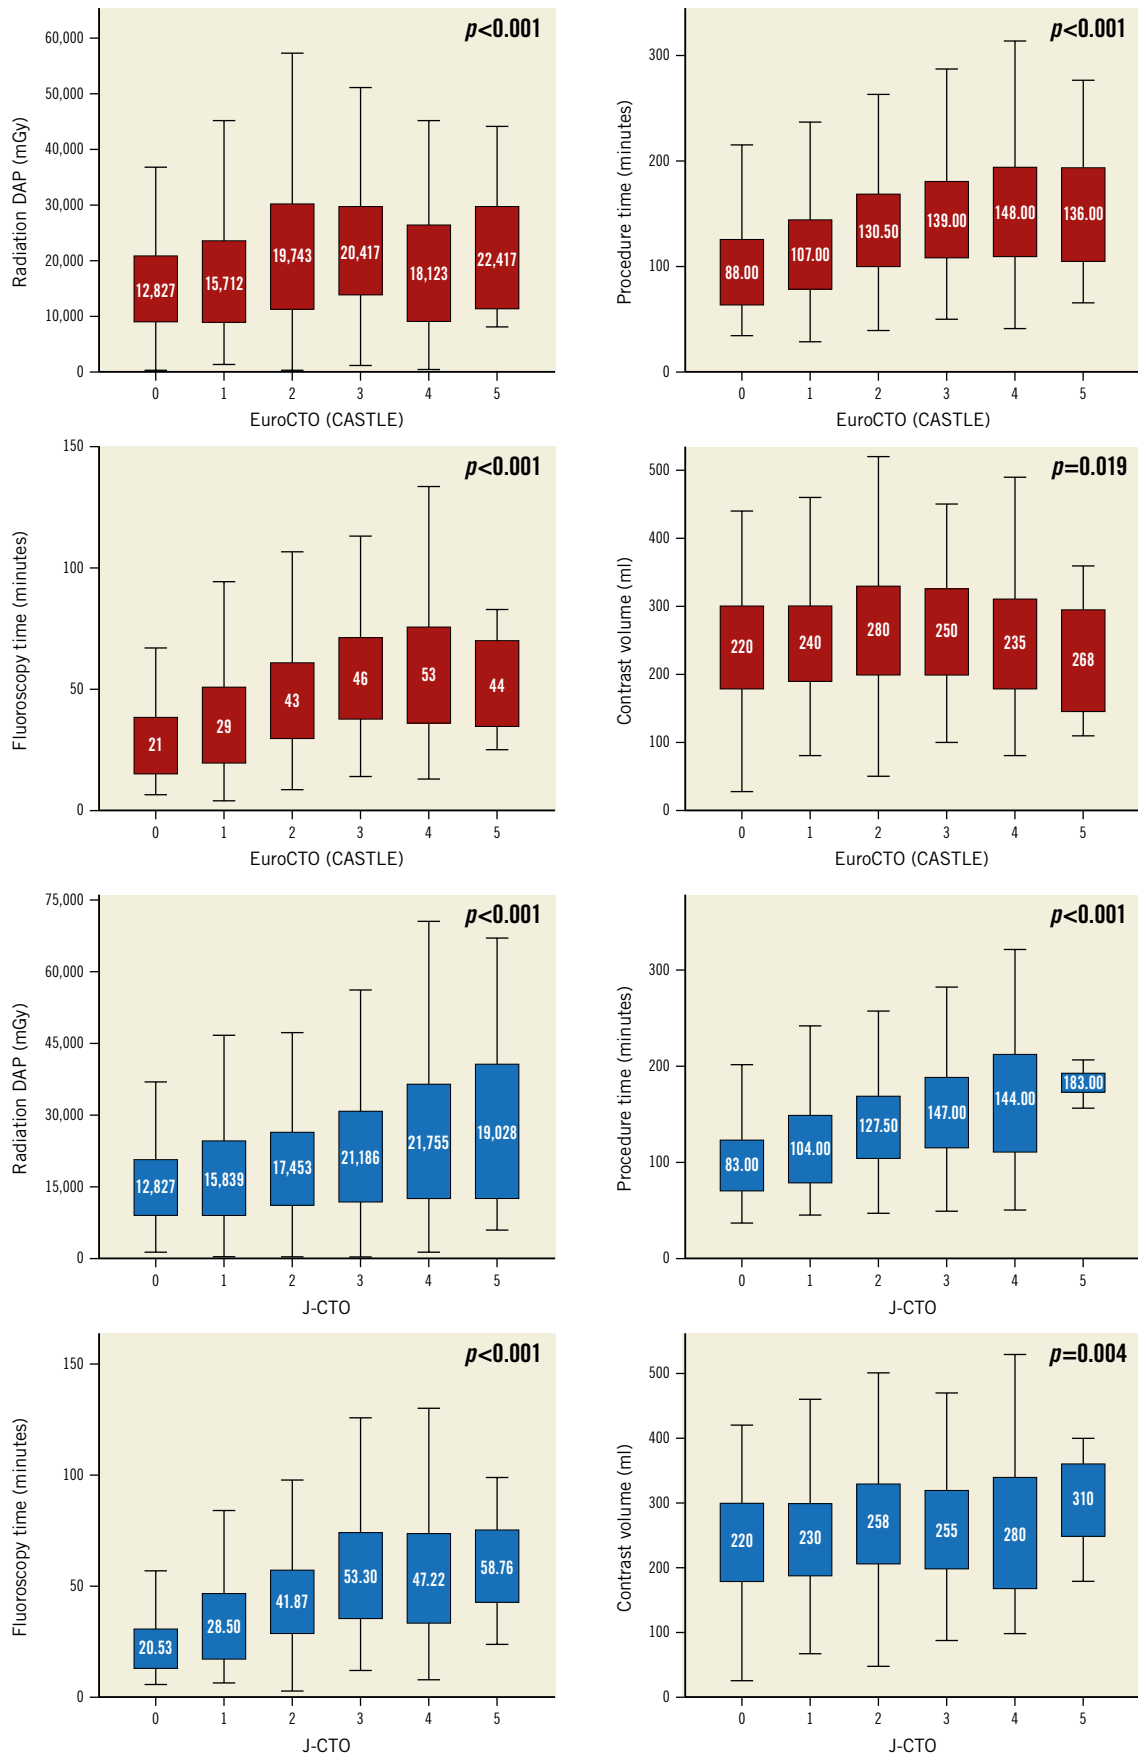 p<0.001
Radiation DAP (mGy)
60,000
50,000
40,000
30,000
20,000
10,000
0
12,827
15,712
19,743
20,417
18,123
22,417
0 1 2 3 4 5
EuroCTO (CASTLE)
p<0.001
Procedure time (minutes)
300
200
100
0
88.00
107.00
130.50
139.00
148.00
136.00
0 1 2 3 4 5
EuroCTO (CASTLE)
p<0.001
Fluoroscopy time (minutes)
150
100
50
0
21
29
43
46
53
44
0 1 2 3 4 5
EuroCTO (CASTLE)
p=0.019
Contrast volume (ml)
500
400
300
200
100
0
220
240
280
250
235
268
0 1 2 3 4 5
EuroCTO (CASTLE)
p<0.001
Radiation DAP (mGy)
75,000
60,000
45,000
30,000
15,000
0
12,827
15,839
17,453
21,186
21,755
19,028
0 1 2 3 4 5
J-CTO
p<0.001
Procedure time (minutes)
300
200
100
0
83.00
104.00
127.50
147.00
144.00
183.00
0 1 2 3 4 5
J-CTO
p<0.001
Fluoroscopy time (minutes)
150
100
50
0
20.53
28.50
41.87
53.30
47.22
58.76
0 1 2 3 4 5
J-CTO
p=0.004
Contrast volume (ml)
500
400
300
200
100
0
220
230
258
255
280
310
0 1 2 3 4 5
J-CTO